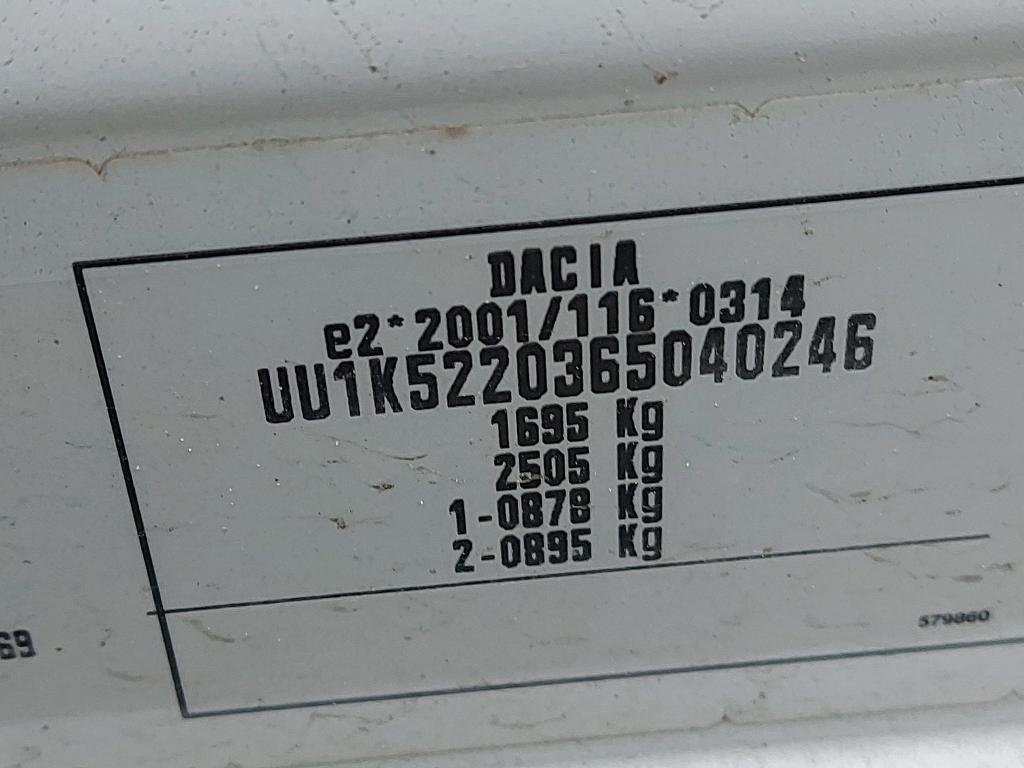 DACIA
e2*2001/116*0314
UU1K5220365040246
1695 Kg
2505 Kg
1-0878 Kg
2-0895 Kg
579860
69